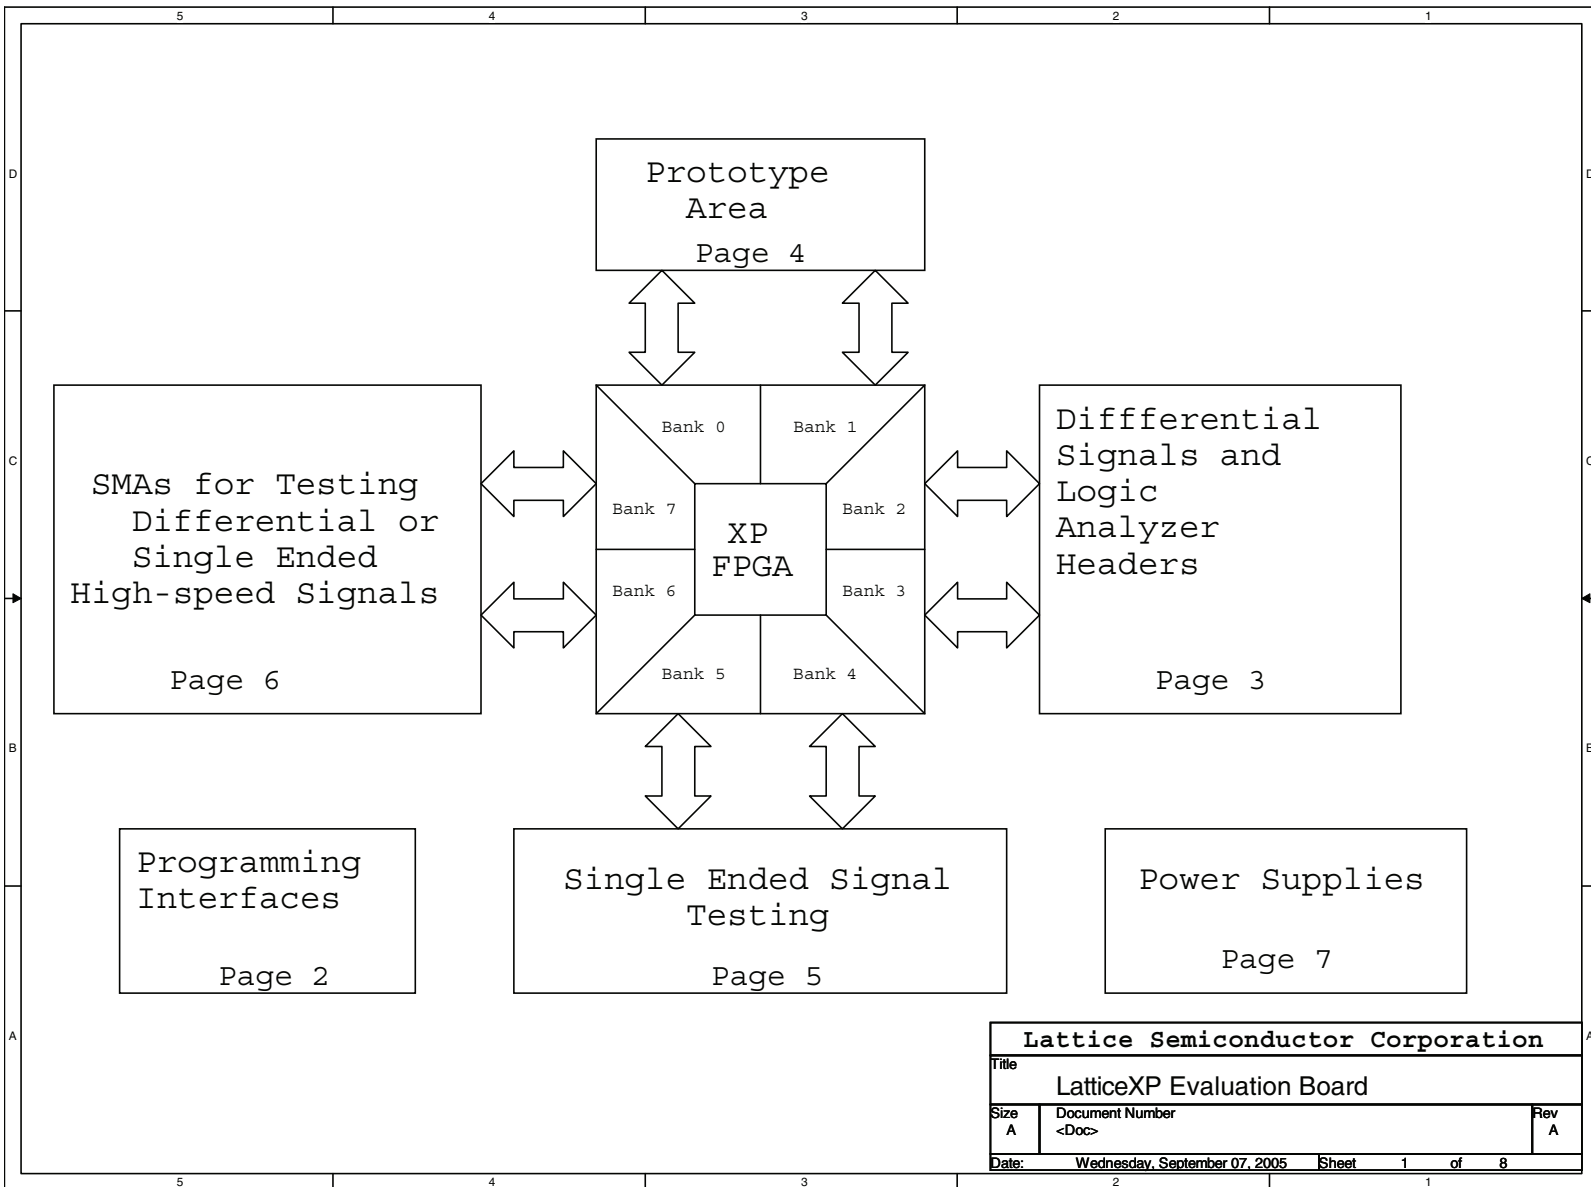 5 4 3 2 1
D D
Prototype
Area
Page 4
C C
Bank 0 Bank 1
Bank 7 Bank 2
XP
FPGA
Bank 6 Bank 3
Bank 5 Bank 4
SMAs for Testing
Differential or
Single Ended
High-speed Signals
Page 6
Diffferential
Signals and
Logic
Analyzer
Headers
Page 3
B B
Programming
Interfaces
Page 2
Single Ended Signal
Testing
Page 5
Power Supplies
Page 7
A A
Lattice Semiconductor Corporation
Title
LatticeXP Evaluation Board
Size Document Number Rev
A <Doc> A
Date: Wednesday, September 07, 2005 Sheet 1 of 8
5 4 3 2 1